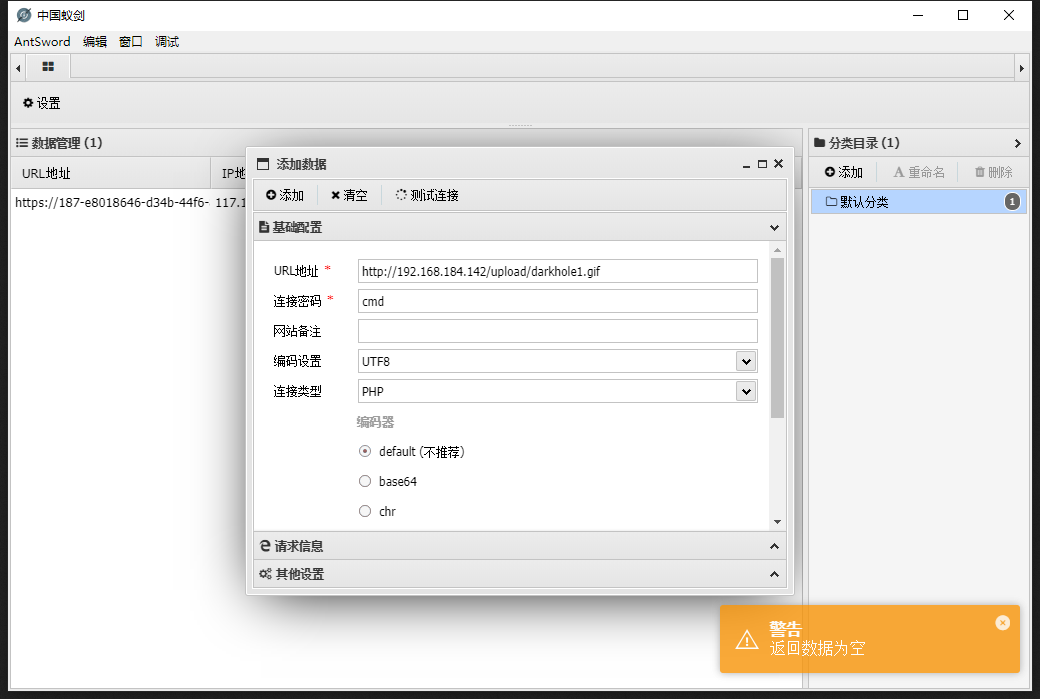 中国蚁剑
AntSword 编辑 窗口 调试
设置
数据管理 (1)
分类目录 (1)
URL地址
IP地
添加
重命名
删除
https://187-e8018646-d34b-44f6-
117.1
默认分类
1
添加数据
添加
清空
测试连接
基础配置
URL地址 *
http://192.168.184.142/upload/darkhole1.gif
连接密码 *
cmd
网站备注
编码设置
UTF8
连接类型
PHP
编码器
default (不推荐)
base64
chr
请求信息
其他设置
警告
返回数据为空